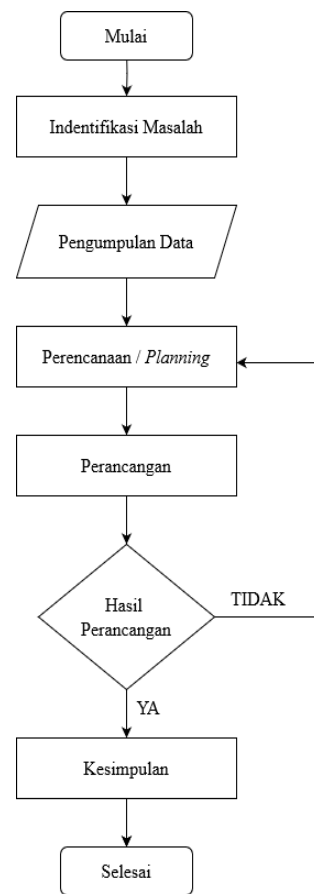 Mulai
Indentifikasi Masalah
Pengumpulan Data
Perencanaan / Planning
Perancangan
Hasil
Perancangan
TIDAK
YA
Kesimpulan
Selesai